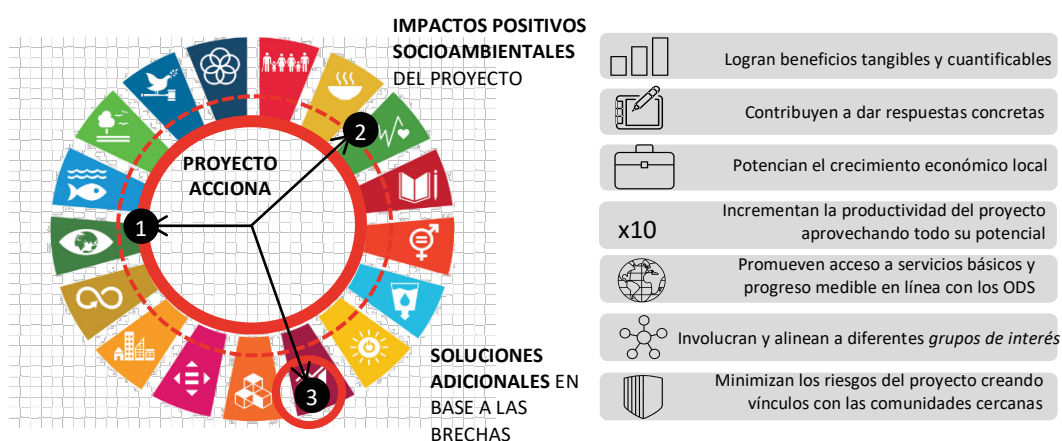 IMPACTOS POSITIVOS
SOCIOAMBIENTALES
DEL PROYECTO
PROYECTO
ACCIONA
1
2
3
SOLUCIONES
ADICIONALES EN
BASE A LAS
BRECHAS
Logran beneficios tangibles y cuantificables
Contribuyen a dar respuestas concretas
Potencian el crecimiento económico local
x10
Incrementan la productividad del proyecto
aprovechando todo su potencial
Promueven acceso a servicios básicos y
progreso medible en línea con los ODS
Involucran y alinean a diferentes grupos de interés
Minimizan los riesgos del proyecto creando
vínculos con las comunidades cercanas